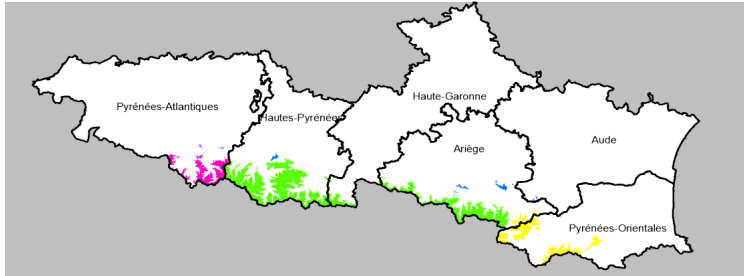 Haute-Garonne
Pyrénées-Atlantiques
Hautes-Pyrénées
Aude
Ariège
Pyrénées-Orientales